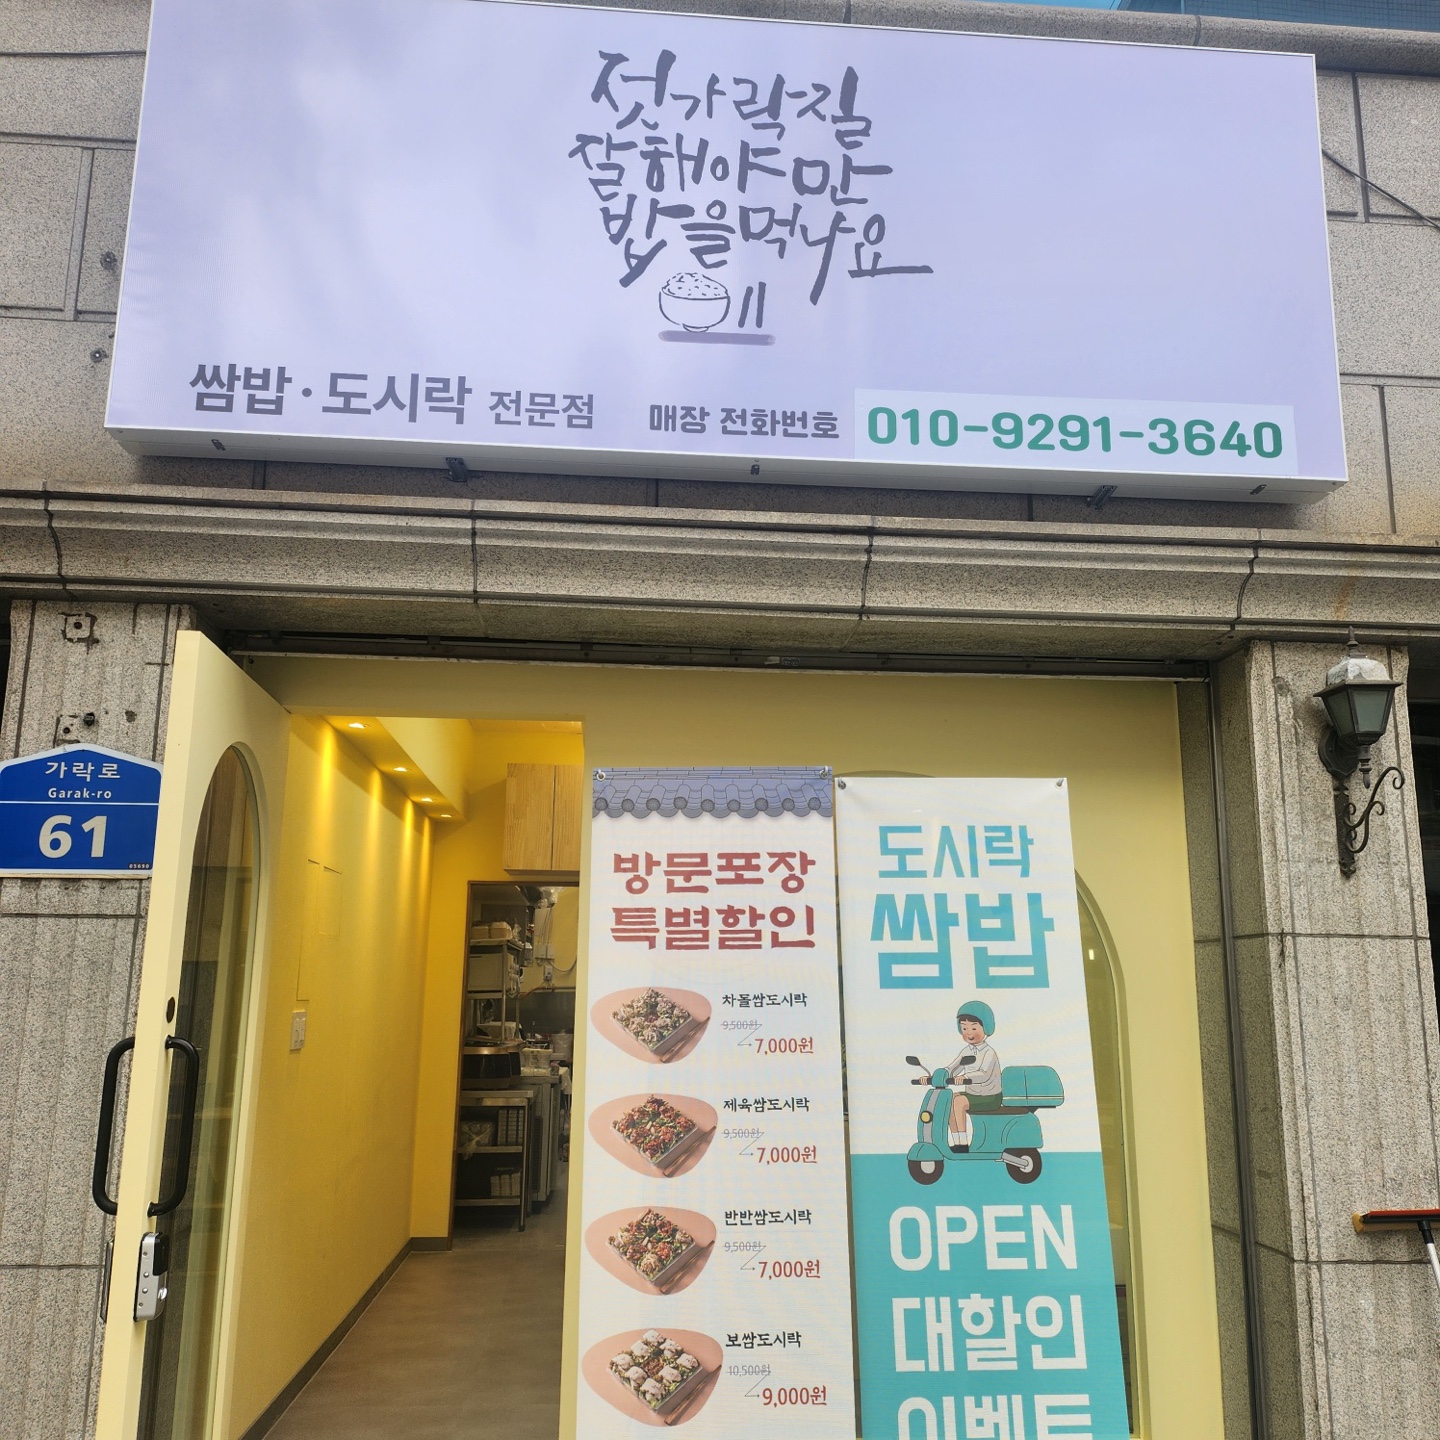 젓가락질
잘해야만
밥을먹나요
쌈밥·도시락 전문점
매장 전화번호 010-9291-3640
가락로
Garak-ro
61
05690
방문포장
특별할인
차돌쌈도시락
9,500원
7,000원
제육쌈도시락
9,500원
7,000원
반반쌈도시락
9,500원
7,000원
보쌈도시락
10,500원
9,000원
도시락
쌈밥
OPEN
대할인
이벤트